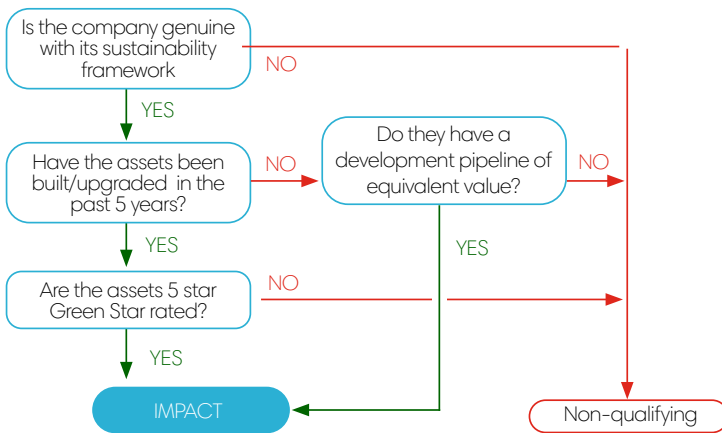 Is the company genuine
with its sustainability
framework
NO
YES
Have the assets been
built/upgraded in the
past 5 years?
NO
Do they have a
development pipeline of
equivalent value?
NO
YES
YES
Are the assets 5 star
Green Star rated?
NO
YES
IMPACT
Non-qualifying